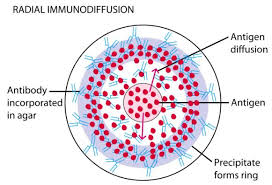 RADIAL IMMUNODIFFUSION
Antigen
diffusion
Antibody
incorporated
in agar
Antigen
Precipitate
forms ring